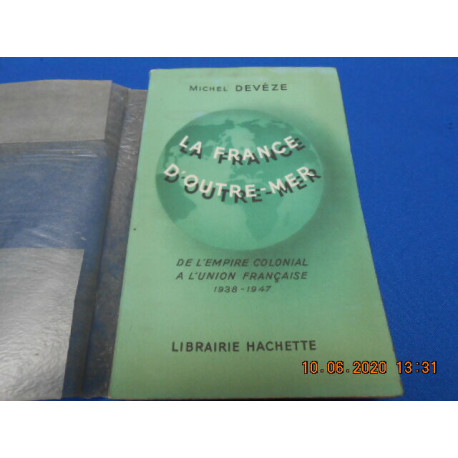 MICHEL DEVÈZE
LA FRANCE
D'OUTRE-MER
DE L'EMPIRE COLONIAL
A L'UNION FRANÇAISE
1938-1947
LIBRAIRIE HACHETTE
10.06.2020 13:31